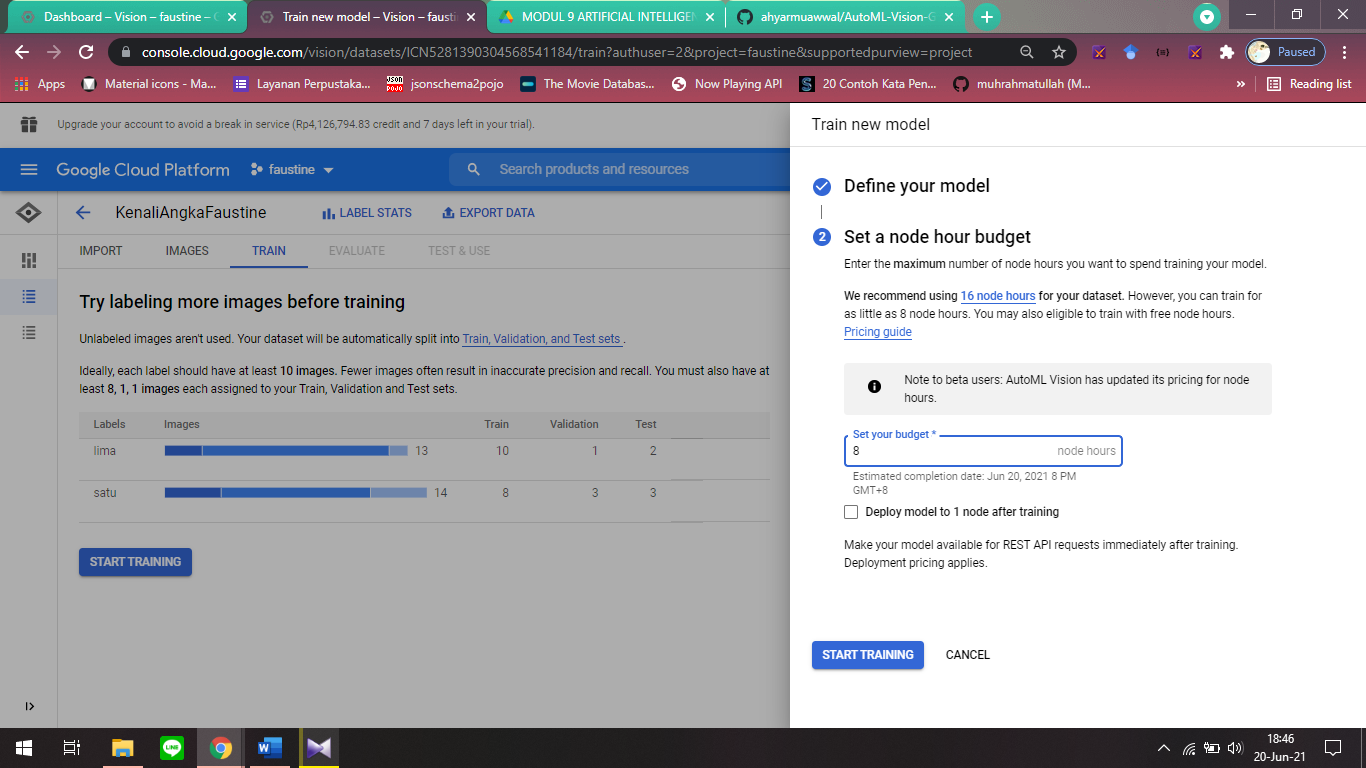 Dashboard – Vision – faustine – G
Train new model – Vision – fausti
MODUL 9 ARTIFICIAL INTELLIGEN
ahyarmuawwal/AutoML-Vision-G
console.cloud.google.com/vision/datasets/ICN5281390304568541184/train?authuser=2&project=faustine&supportedpurview=project
Paused
Apps
Material icons - Ma...
Layanan Perpustaka...
jsonschema2pojo
The Movie Databas...
Now Playing API
20 Contoh Kata Pen...
muhrahmatullah (M...
»
Reading list
Upgrade your account to avoid a break in service (Rp4,126,794.83 credit and 7 days left in your trial).
Google Cloud Platform
faustine
Search products and resources
KenaliAngkaFaustine
LABEL STATS
EXPORT DATA
IMPORT
IMAGES
TRAIN
EVALUATE
TEST & USE
Try labeling more images before training
Unlabeled images aren't used. Your dataset will be automatically split into Train, Validation, and Test sets .
Ideally, each label should have at least 10 images. Fewer images often result in inaccurate precision and recall. You must also have at
least 8, 1, 1 images each assigned to your Train, Validation and Test sets.
Labels Images Train Validation Test
lima 13 10 1 2
satu 14 8 3 3
START TRAINING
Train new model
Define your model
2 Set a node hour budget
Enter the maximum number of node hours you want to spend training your model.
We recommend using 16 node hours for your dataset. However, you can train for
as little as 8 node hours. You may also eligible to train with free node hours.
Pricing guide
Note to beta users: AutoML Vision has updated its pricing for node
hours.
Set your budget *
8 node hours
Estimated completion date: Jun 20, 2021 8 PM
GMT+8
Deploy model to 1 node after training
Make your model available for REST API requests immediately after training.
Deployment pricing applies.
START TRAINING
CANCEL
LINE
18:46
20-Jun-21